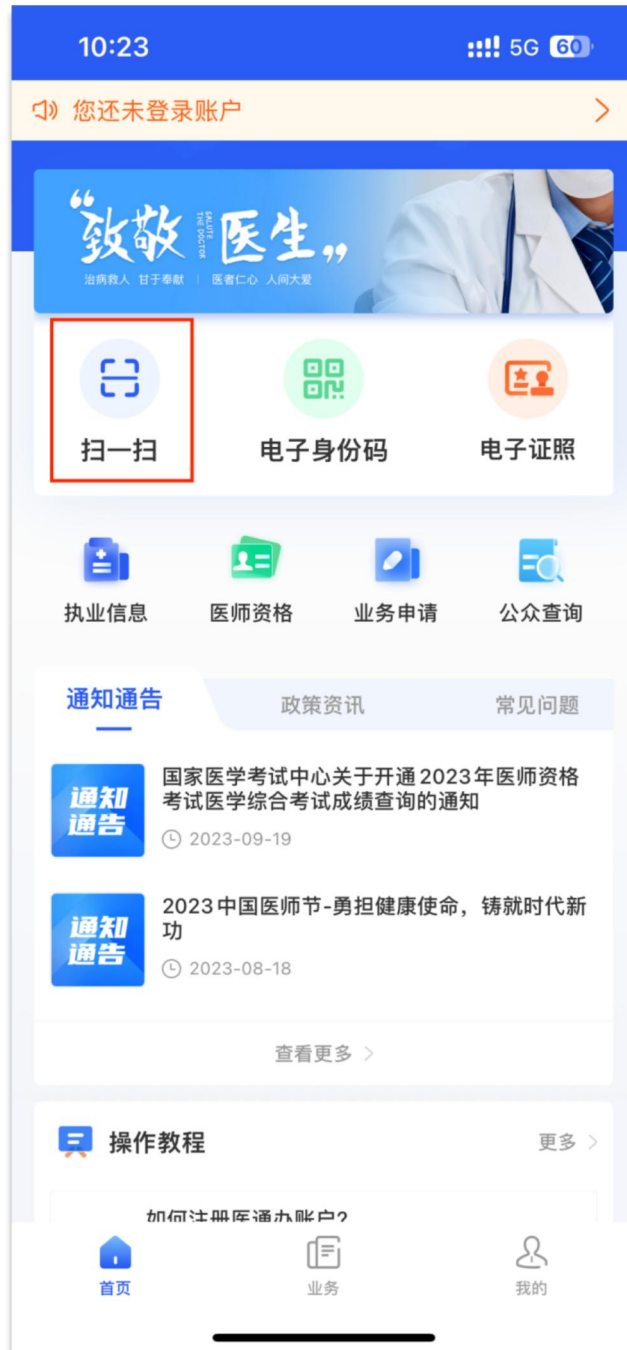 10:23
5G 60
您还未登录账户
“致敬 SALUTE THE DOCTOR 医生”
治病救人 甘于奉献 | 医者仁心 人间大爱
扫一扫 电子身份码 电子证照
执业信息 医师资格 业务申请 公众查询
通知通告 政策资讯 常见问题
通知
通告
国家医学考试中心关于开通2023年医师资格
考试医学综合考试成绩查询的通知
2023-09-19
通知
通告
2023中国医师节-勇担健康使命，铸就时代新
功
2023-08-18
查看更多 >
操作教程 更多 >
如何注册医通办账户?
首页 业务 我的